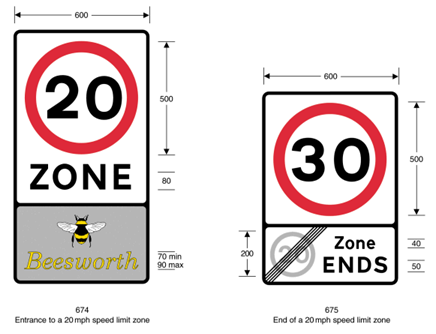 600
20
500
ZONE
80
Beesworth
70 min
90 max
674
Entrance to a 20 mph speed limit zone
600
30
500
200
20
Zone
ENDS
40
50
675
End of a 20 mph speed limit zone